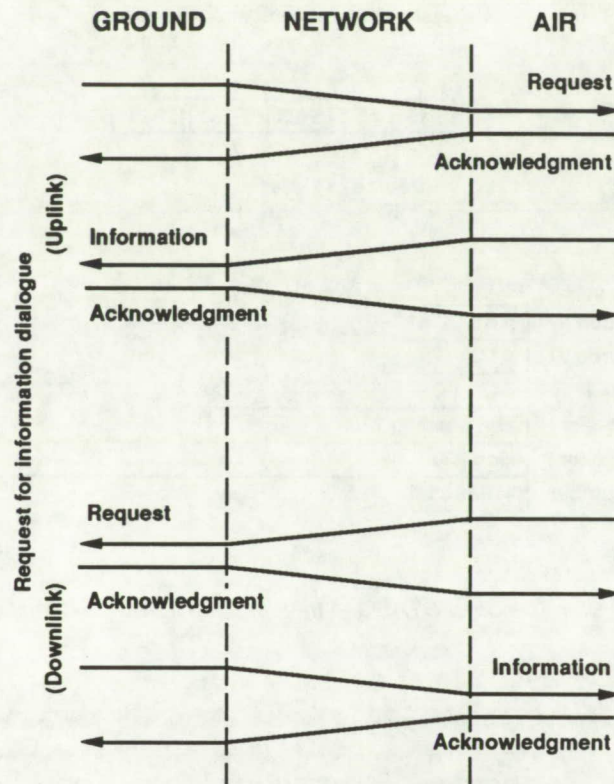 GROUND NETWORK AIR
Request
Acknowledgment
Information
Acknowledgment
(Uplink)
Request for information dialogue
Request
Acknowledgment
(Downlink)
Information
Acknowledgment